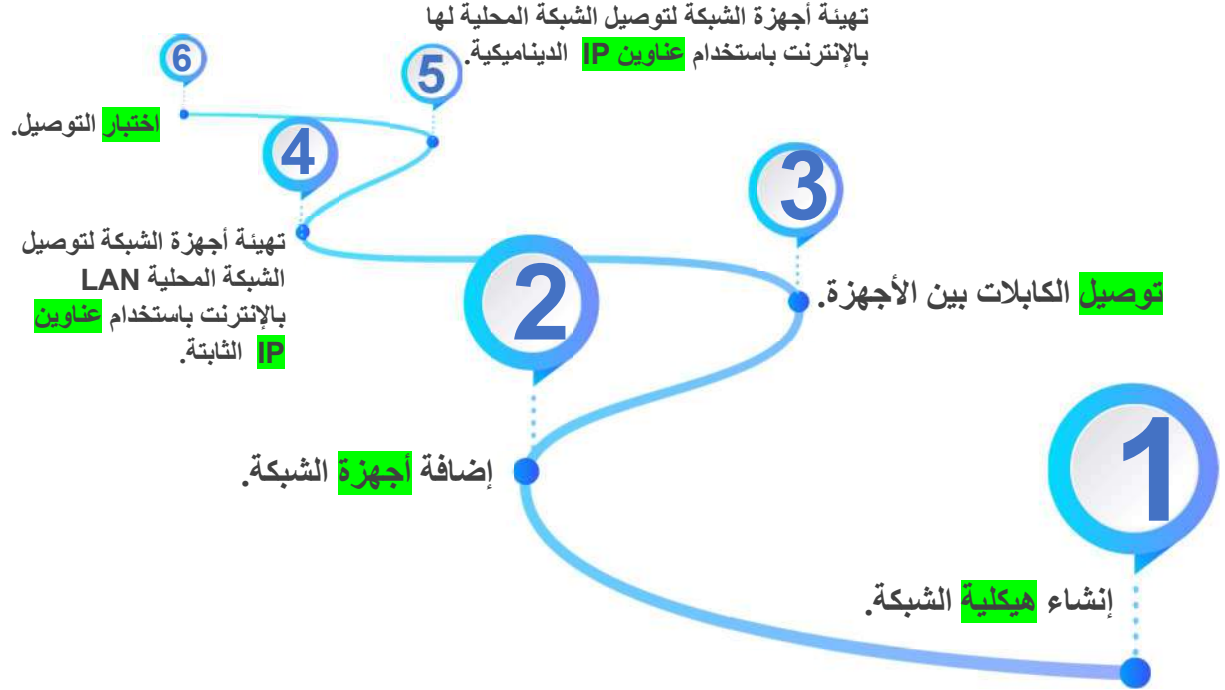 تهيئة أجهزة الشبكة لتوصيل الشبكة المحلية لها
بالإنترنت باستخدام عناوين IP الديناميكية.
6
5
اختبار التوصيل.
4
3
تهيئة أجهزة الشبكة لتوصيل
الشبكة المحلية LAN
بالإنترنت باستخدام عناوين
IP الثابتة.
2
توصيل الكابلات بين الأجهزة.
1
إضافة أجهزة الشبكة.
إنشاء هيكلية الشبكة.